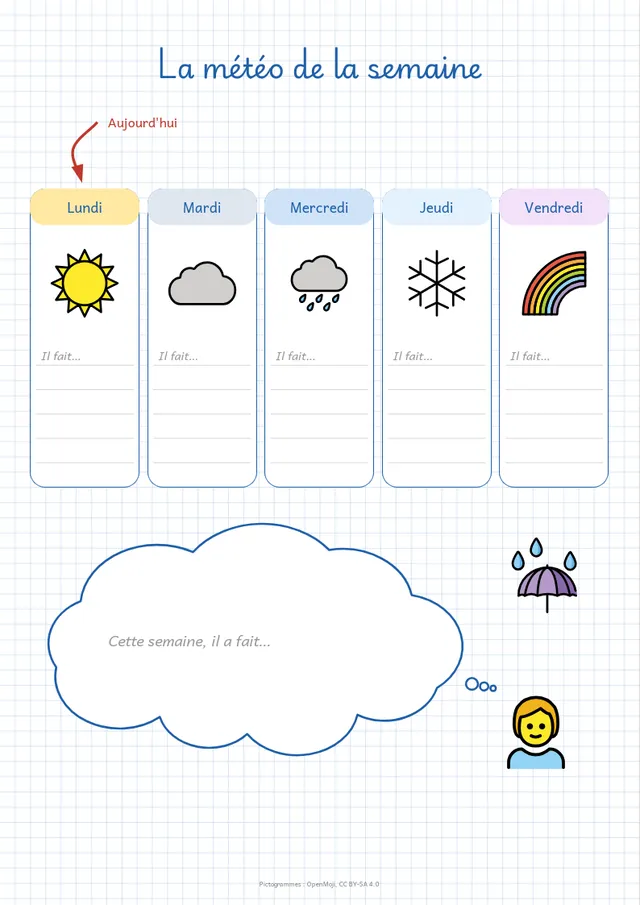 La météo de la semaine
Aujourd'hui
Lundi
Mardi
Mercredi
Jeudi
Vendredi
Il fait...
Il fait...
Il fait...
Il fait...
Il fait...
Cette semaine, il a fait...
Pictogrammes : OpenMoji, CC BY-SA 4.0